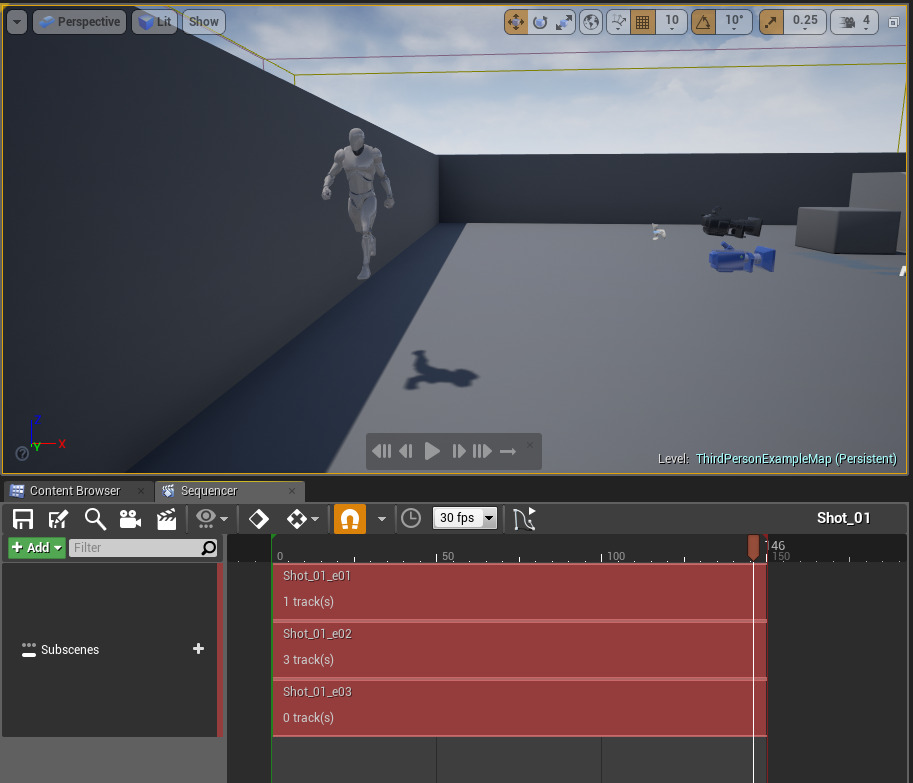 Perspective Lit Show 10 10° 0.25 4
Z
Y X
Level: ThirdPersonExampleMap (Persistent)
Content Browser Sequencer
30 fps Shot_01
+ Add Filter 146
0 50 100 150
Shot_01_e01
1 track(s)
Shot_01_e02
Subscenes
3 track(s)
Shot_01_e03
0 track(s)